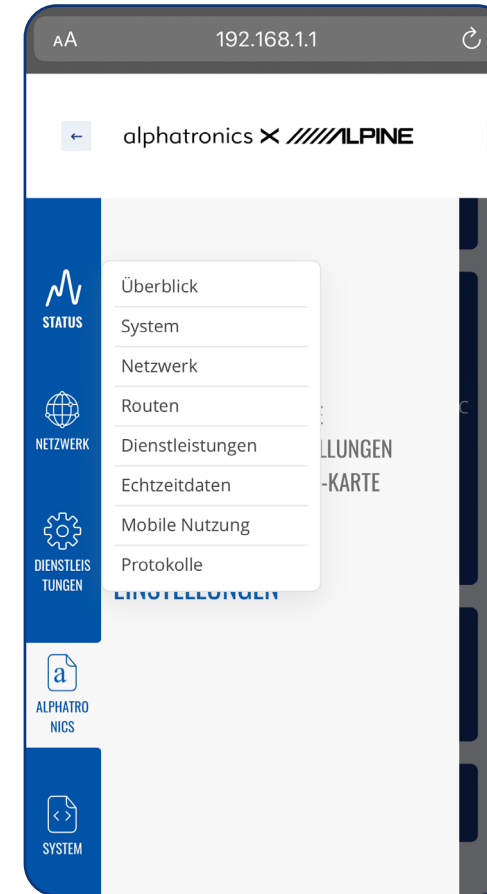 AA
192.168.1.1
← alphatronics X ALPINE
STATUS
Überblick
System
Netzwerk
Routen
Dienstleistungen
Echtzeitdaten
Mobile Nutzung
Protokolle
LLUNGEN
-KARTE
EINSTELLUNGEN
C
NETZWERK
DIENSTLEIS
TUNGEN
a
ALPHATRO
NICS
SYSTEM